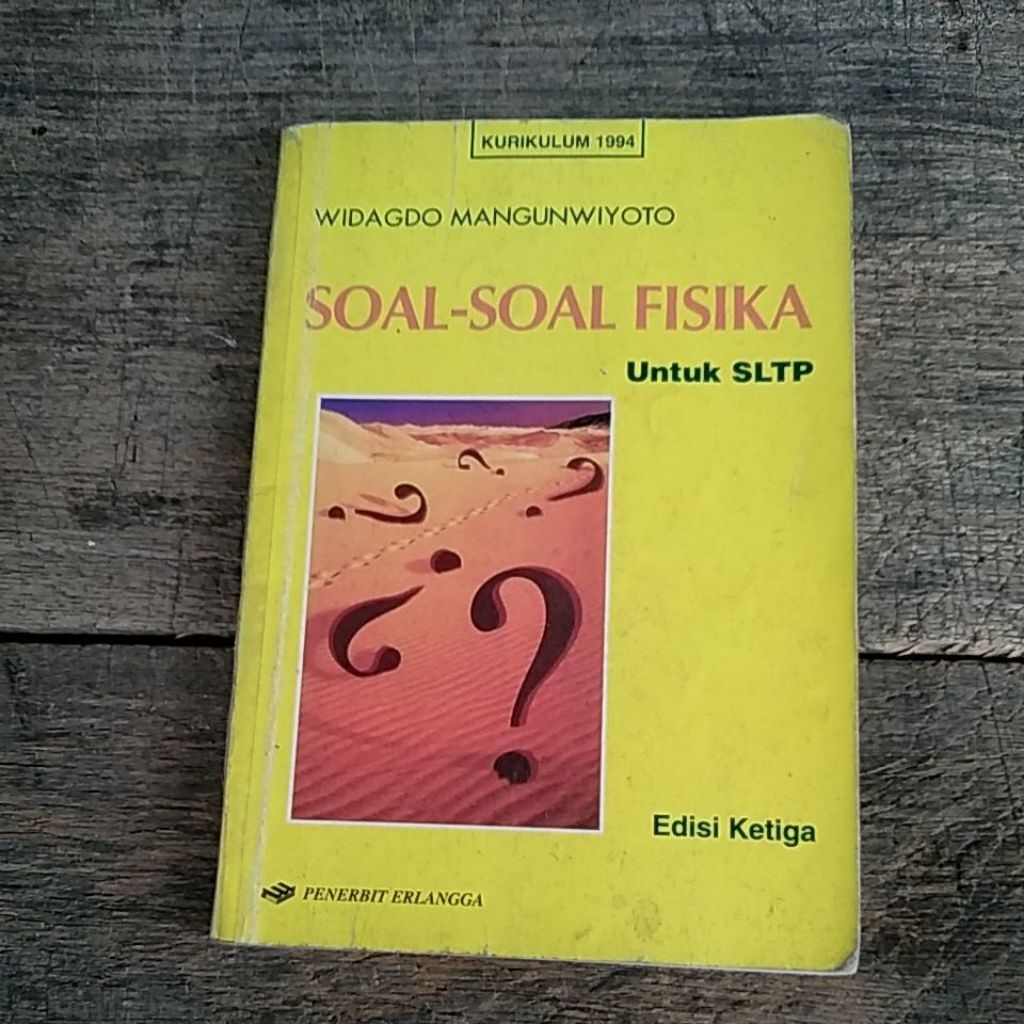 KURIKULUM 1994
WIDAGDO MANGUNWIYOTO
SOAL-SOAL FISIKA
Untuk SLTP
? ? ? ? ?
Edisi Ketiga
PENERBIT ERLANGGA